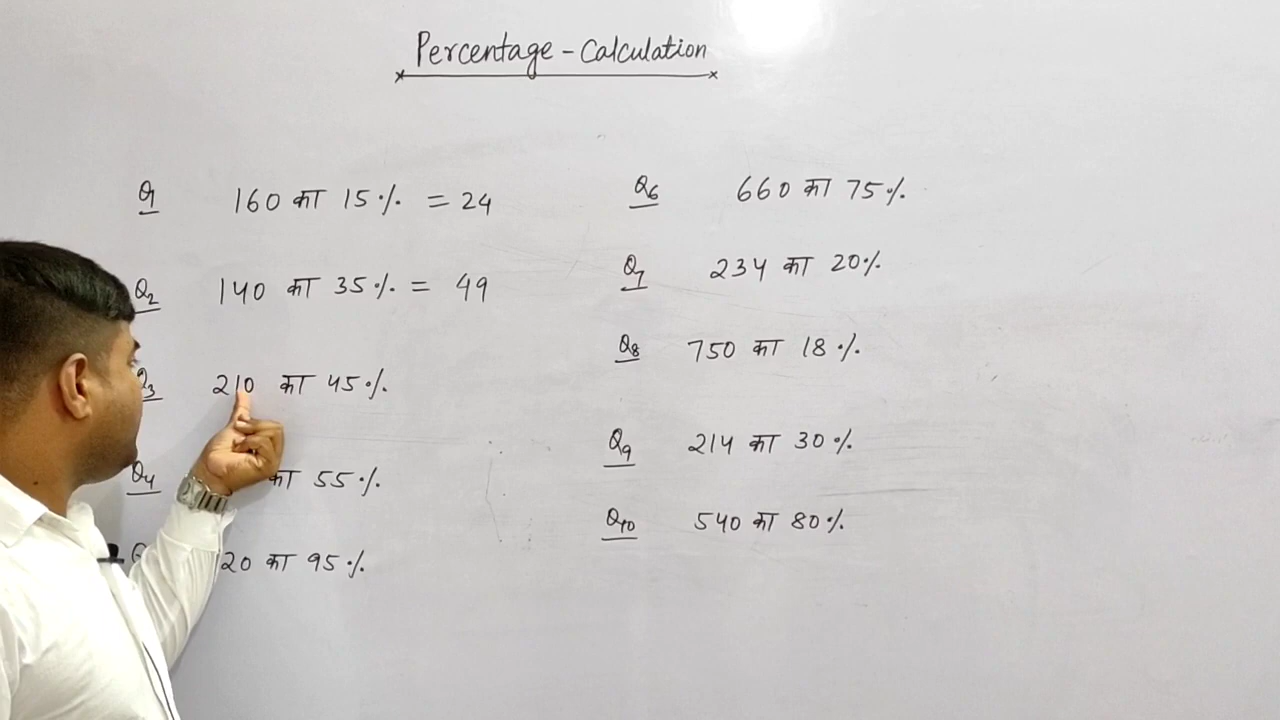 Percentage - Calculation
Q1 160 का 15% = 24
Q2 140 का 35% = 49
Q3 210 का 45%
Q4 का 55%
20 का 95%
Q6 660 का 75%
Q7 234 का 20%
Q8 750 का 18%
Q9 214 का 30%
Q10 540 का 80%